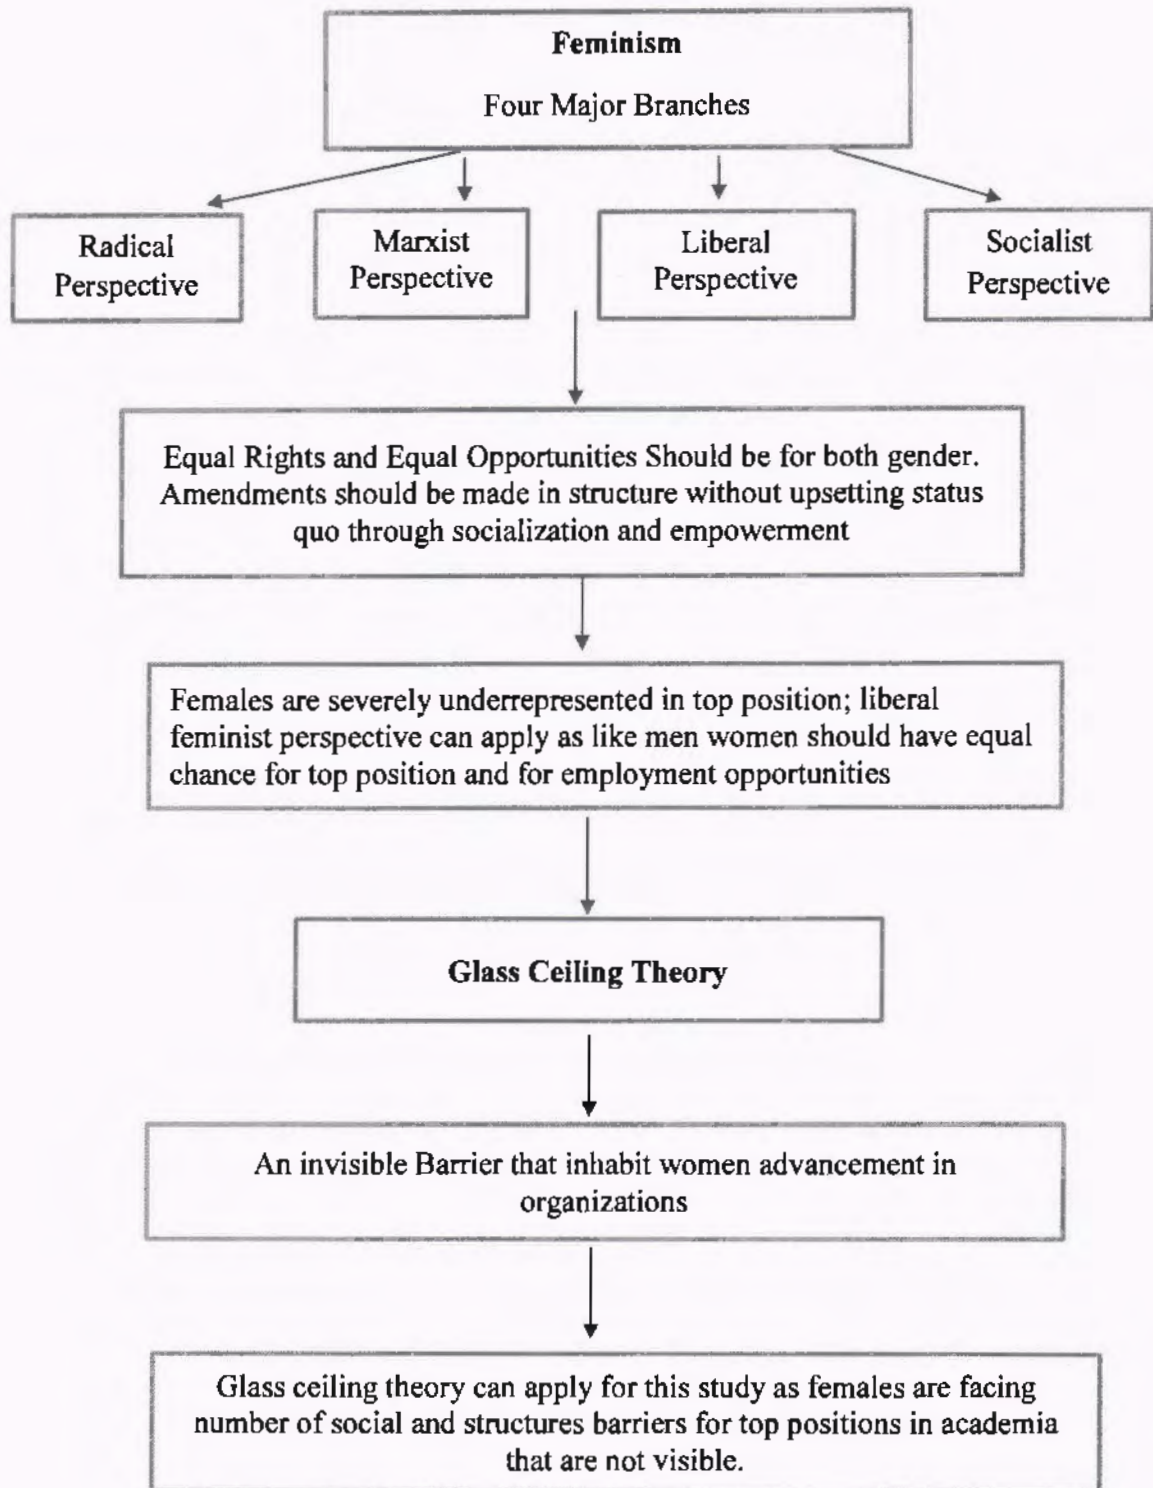 Feminism
Four Major Branches
Radical
Perspective
Marxist
Perspective
Liberal
Perspective
Socialist
Perspective
Equal Rights and Equal Opportunities Should be for both gender.
Amendments should be made in structure without upsetting status
quo through socialization and empowerment
Females are severely underrepresented in top position; liberal
feminist perspective can apply as like men women should have equal
chance for top position and for employment opportunities
Glass Ceiling Theory
An invisible Barrier that inhabit women advancement in
organizations
Glass ceiling theory can apply for this study as females are facing
number of social and structures barriers for top positions in academia
that are not visible.